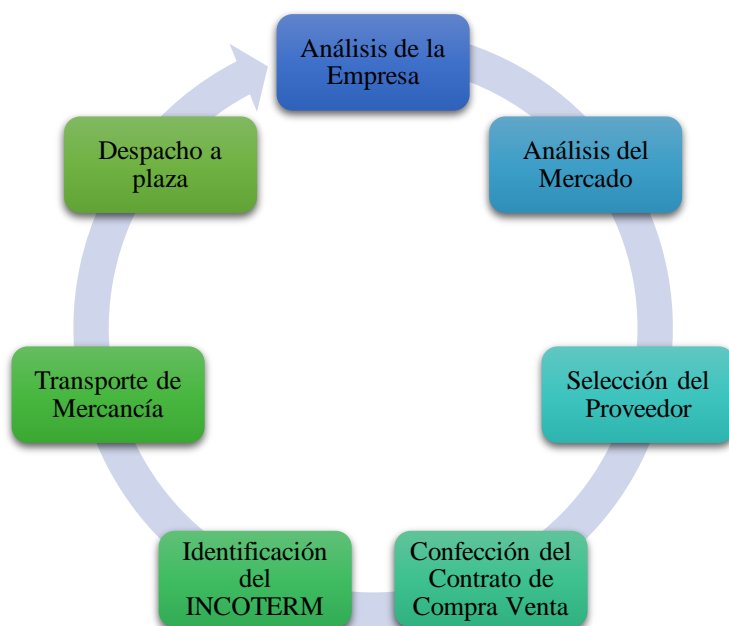 Análisis de la
Empresa
Análisis del
Mercado
Selección del
Proveedor
Confección del
Contrato de
Compra Venta
Identificación
del
INCOTERM
Transporte de
Mercancía
Despacho a
plaza